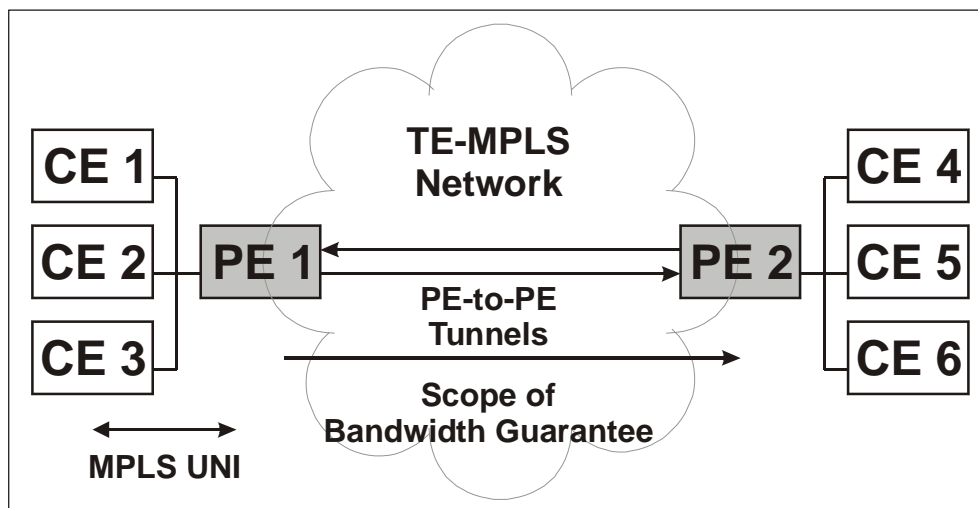 TE-MPLS
Network
CE 1
CE 2
CE 3
PE 1
PE 2
CE 4
CE 5
CE 6
PE-to-PE
Tunnels
Scope of
Bandwidth Guarantee
MPLS UNI